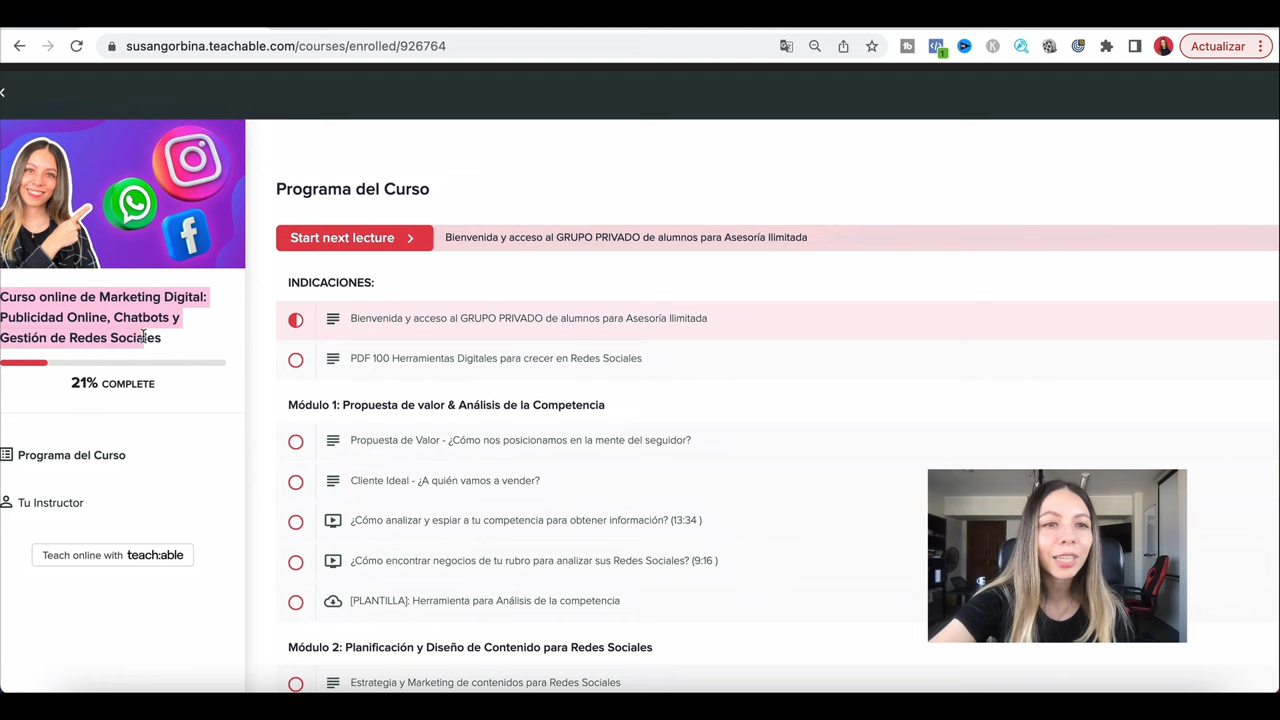 susangorbina.teachable.com/courses/enrolled/926764
1
Actualizar
Programa del Curso
Start next lecture
Bienvenida y acceso al GRUPO PRIVADO de alumnos para Asesoría Ilimitada
INDICACIONES:
Bienvenida y acceso al GRUPO PRIVADO de alumnos para Asesoría Ilimitada
PDF 100 Herramientas Digitales para crecer en Redes Sociales
Módulo 1: Propuesta de valor & Análisis de la Competencia
Propuesta de Valor - ¿Cómo nos posicionamos en la mente del seguidor?
Cliente Ideal - ¿A quién vamos a vender?
¿Cómo analizar y espiar a tu competencia para obtener información? (13:34 )
¿Cómo encontrar negocios de tu rubro para analizar sus Redes Sociales? (9:16 )
[PLANTILLA]: Herramienta para Análisis de la competencia
Módulo 2: Planificación y Diseño de Contenido para Redes Sociales
Estrategia y Marketing de contenidos para Redes Sociales
Curso online de Marketing Digital:
Publicidad Online, Chatbots y
Gestión de Redes Sociales
21% COMPLETE
Programa del Curso
Tu Instructor
Teach online with teach:able